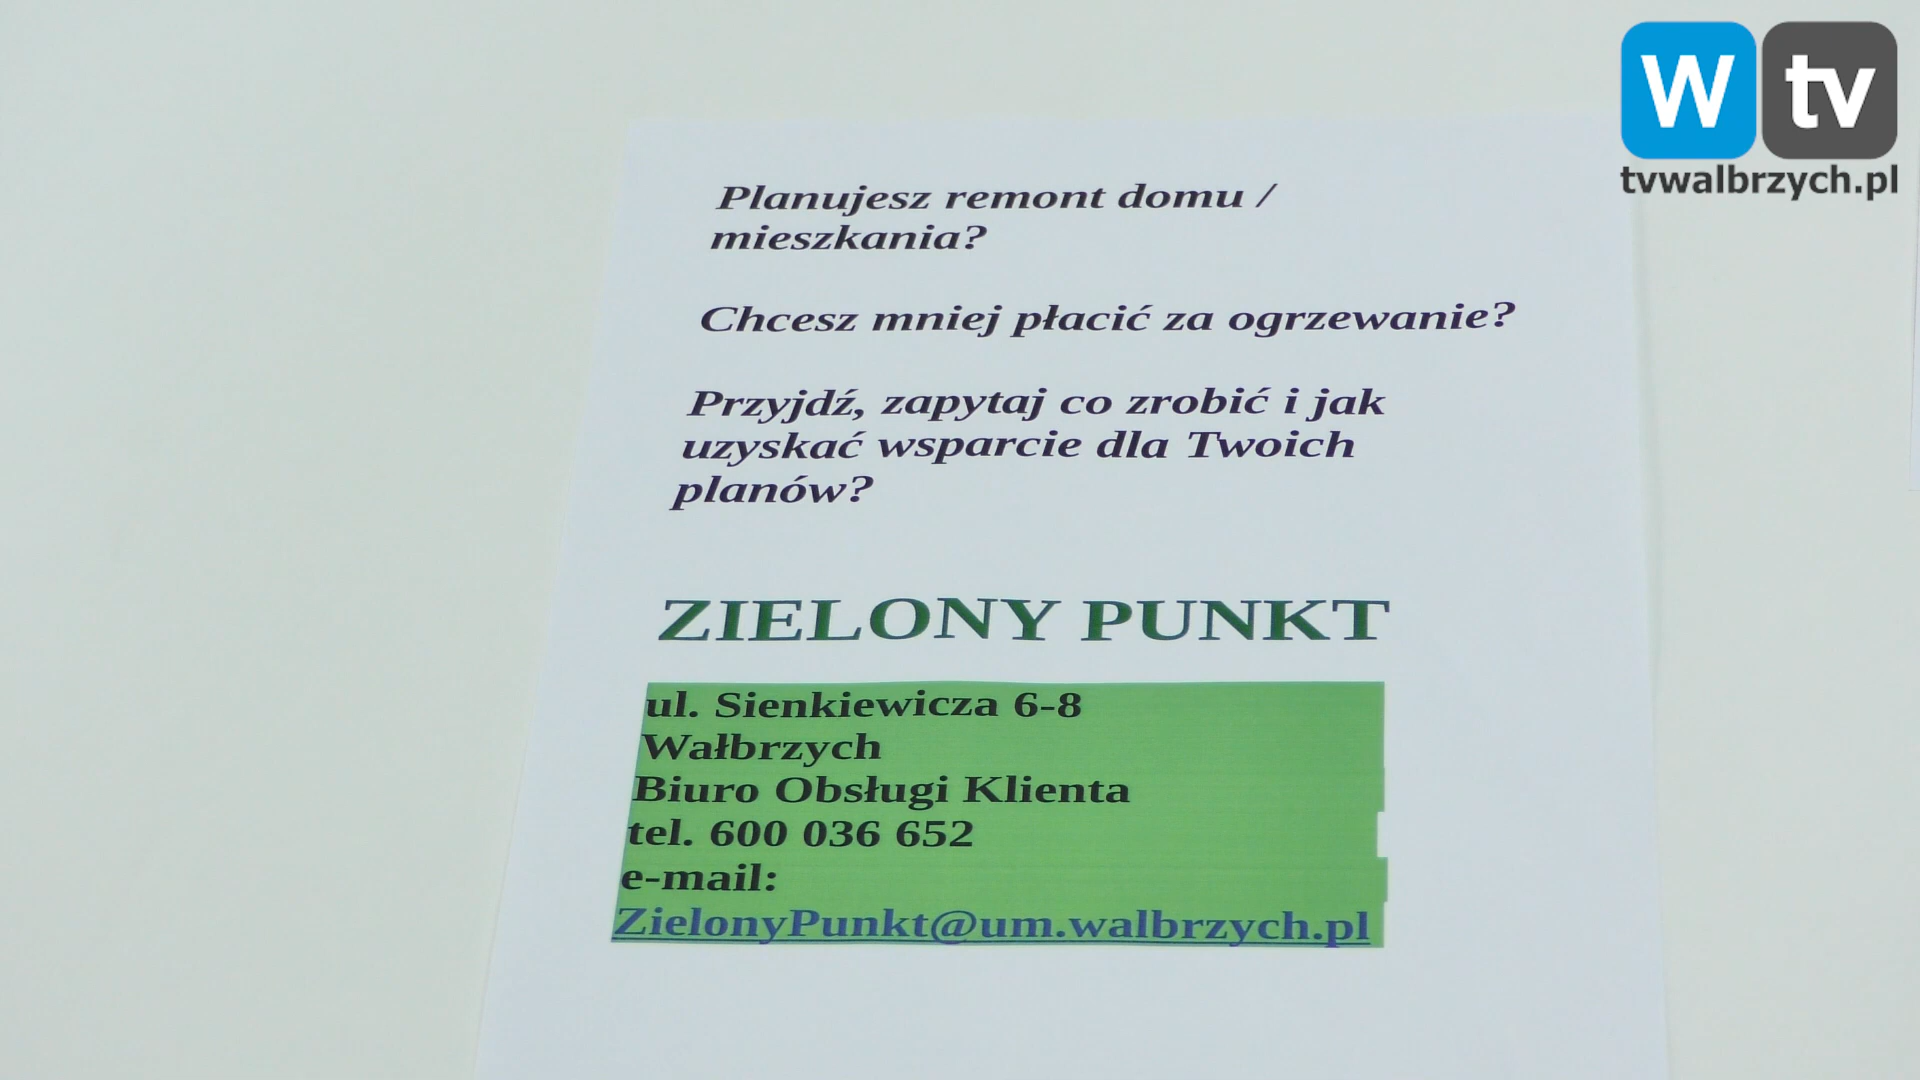 W tv
tvwalbrzych.pl
Planujesz remont domu /
mieszkania?
Chcesz mniej płacić za ogrzewanie?
Przyjdź, zapytaj co zrobić i jak
uzyskać wsparcie dla Twoich
planów?
ZIELONY PUNKT
ul. Sienkiewicza 6-8
Wałbrzych
Biuro Obsługi Klienta
tel. 600 036 652
e-mail:
ZielonyPunkt@um.walbrzych.pl